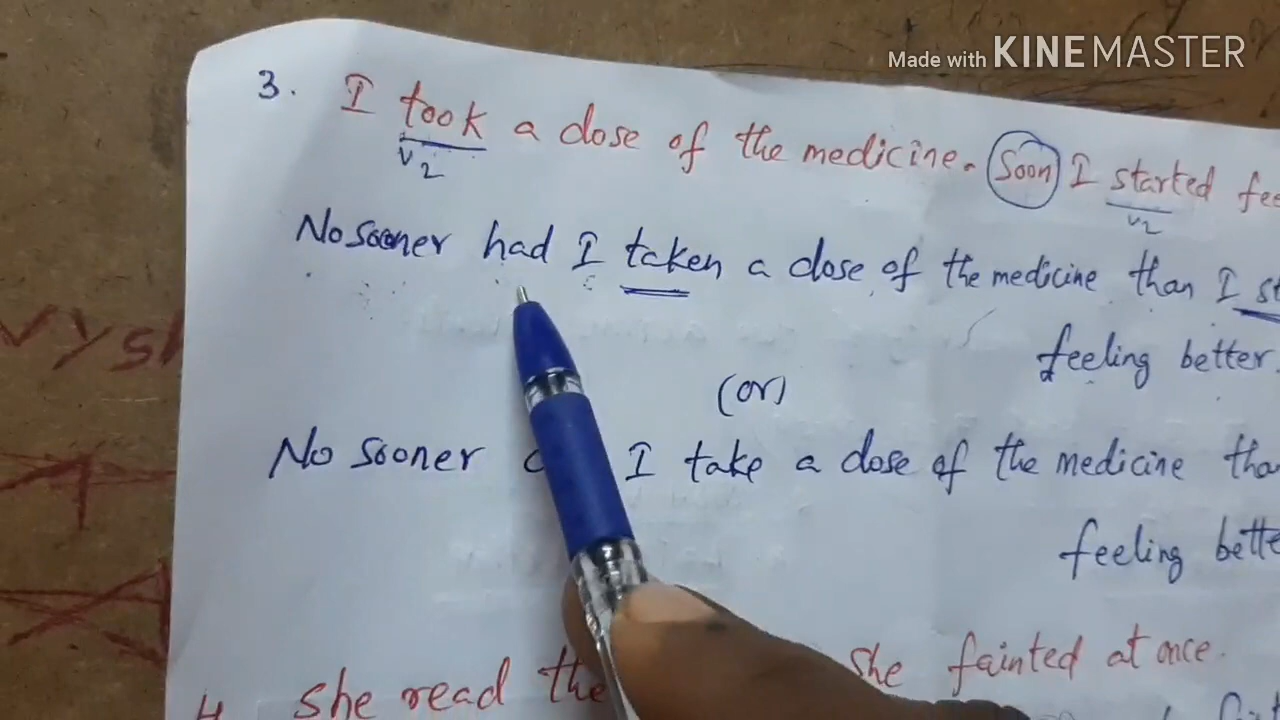 Made with KINEMASTER
3. I took a dose of the medicine. Soon I started
V2
V2
No sooner had I taken a dose of the medicine than I
feeling better.
(or)
No sooner I take a dose of the medicine
feeling
4. She read the She fainted at once.